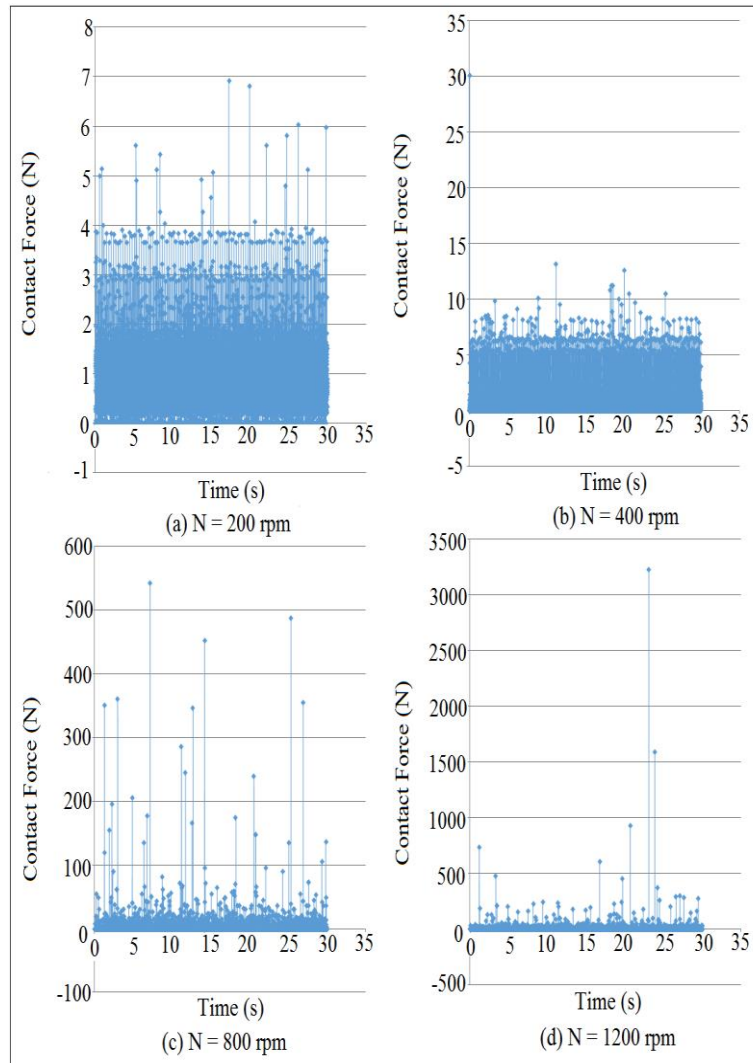 8
7
6
5
4
3
2
1
0
-1
Contact Force (N)
0 5 10 15 20 25 30 35
Time (s)
(a) N = 200 rpm
35
30
25
20
15
10
5
0
-5
Contact Force (N)
0 5 10 15 20 25 30 35
Time (s)
(b) N = 400 rpm
600
500
400
300
200
100
0
-100
Contact Force (N)
0 5 10 15 20 25 30 35
Time (s)
(c) N = 800 rpm
3500
3000
2500
2000
1500
1000
500
0
-500
Contact Force (N)
0 5 10 15 20 25 30 35
Time (s)
(d) N = 1200 rpm